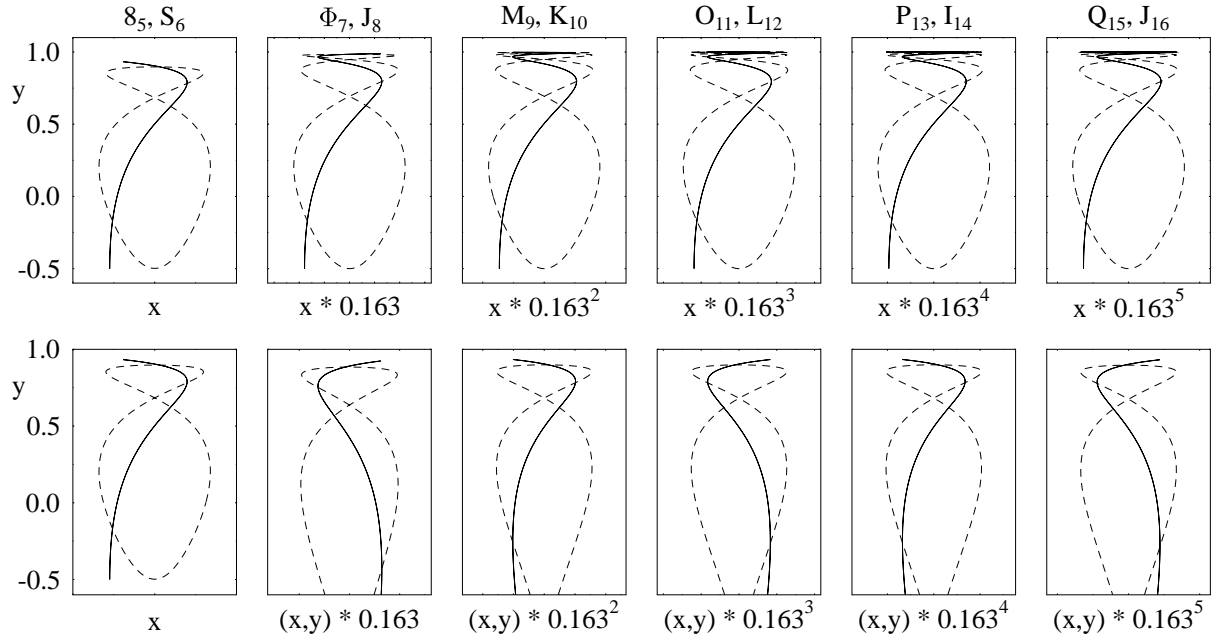 8₅, S₆ Φ₇, J₈ M₉, K₁₀ O₁₁, L₁₂ P₁₃, I₁₄ Q₁₅, J₁₆
1.0
y
0.5
0.0
-0.5
x x * 0.163 x * 0.163² x * 0.163³ x * 0.163⁴ x * 0.163⁵
1.0
y
0.5
0.0
-0.5
x (x,y) * 0.163 (x,y) * 0.163² (x,y) * 0.163³ (x,y) * 0.163⁴ (x,y) * 0.163⁵